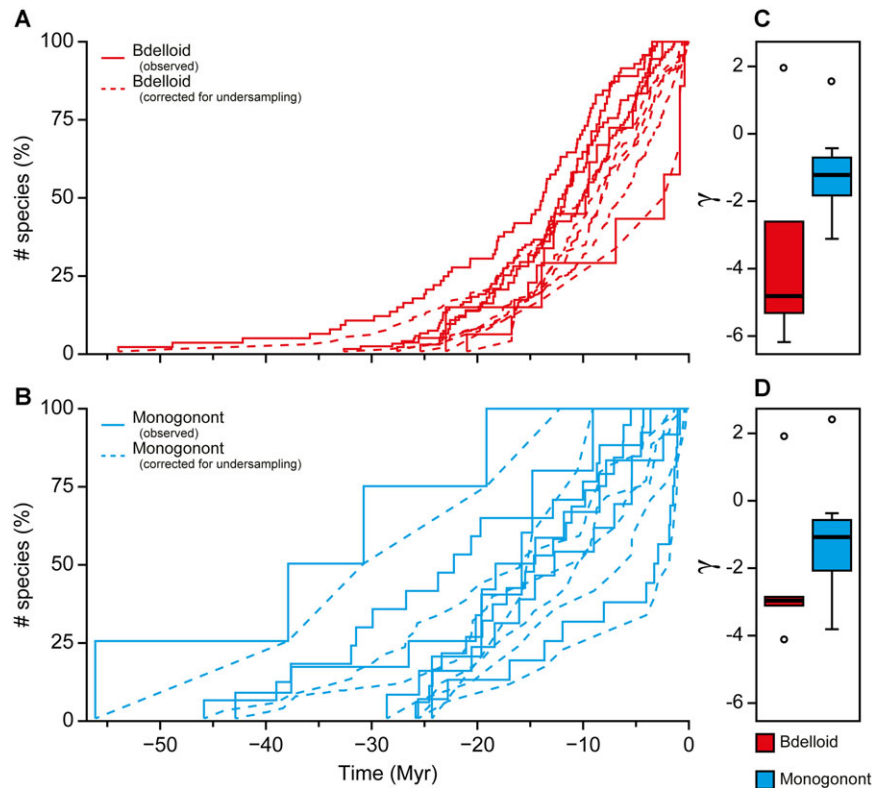 A
Bdelloid
(observed)
Bdelloid
(corrected for undersampling)
# species (%)
100
75
50
25
0
C
2
0
-2
-4
-6
γ
B
Monogonont
(observed)
Monogonont
(corrected for undersampling)
# species (%)
100
75
50
25
0
−50
−40
−30
−20
−10
0
Time (Myr)
D
2
0
-2
-4
-6
γ
Bdelloid
Monogonont